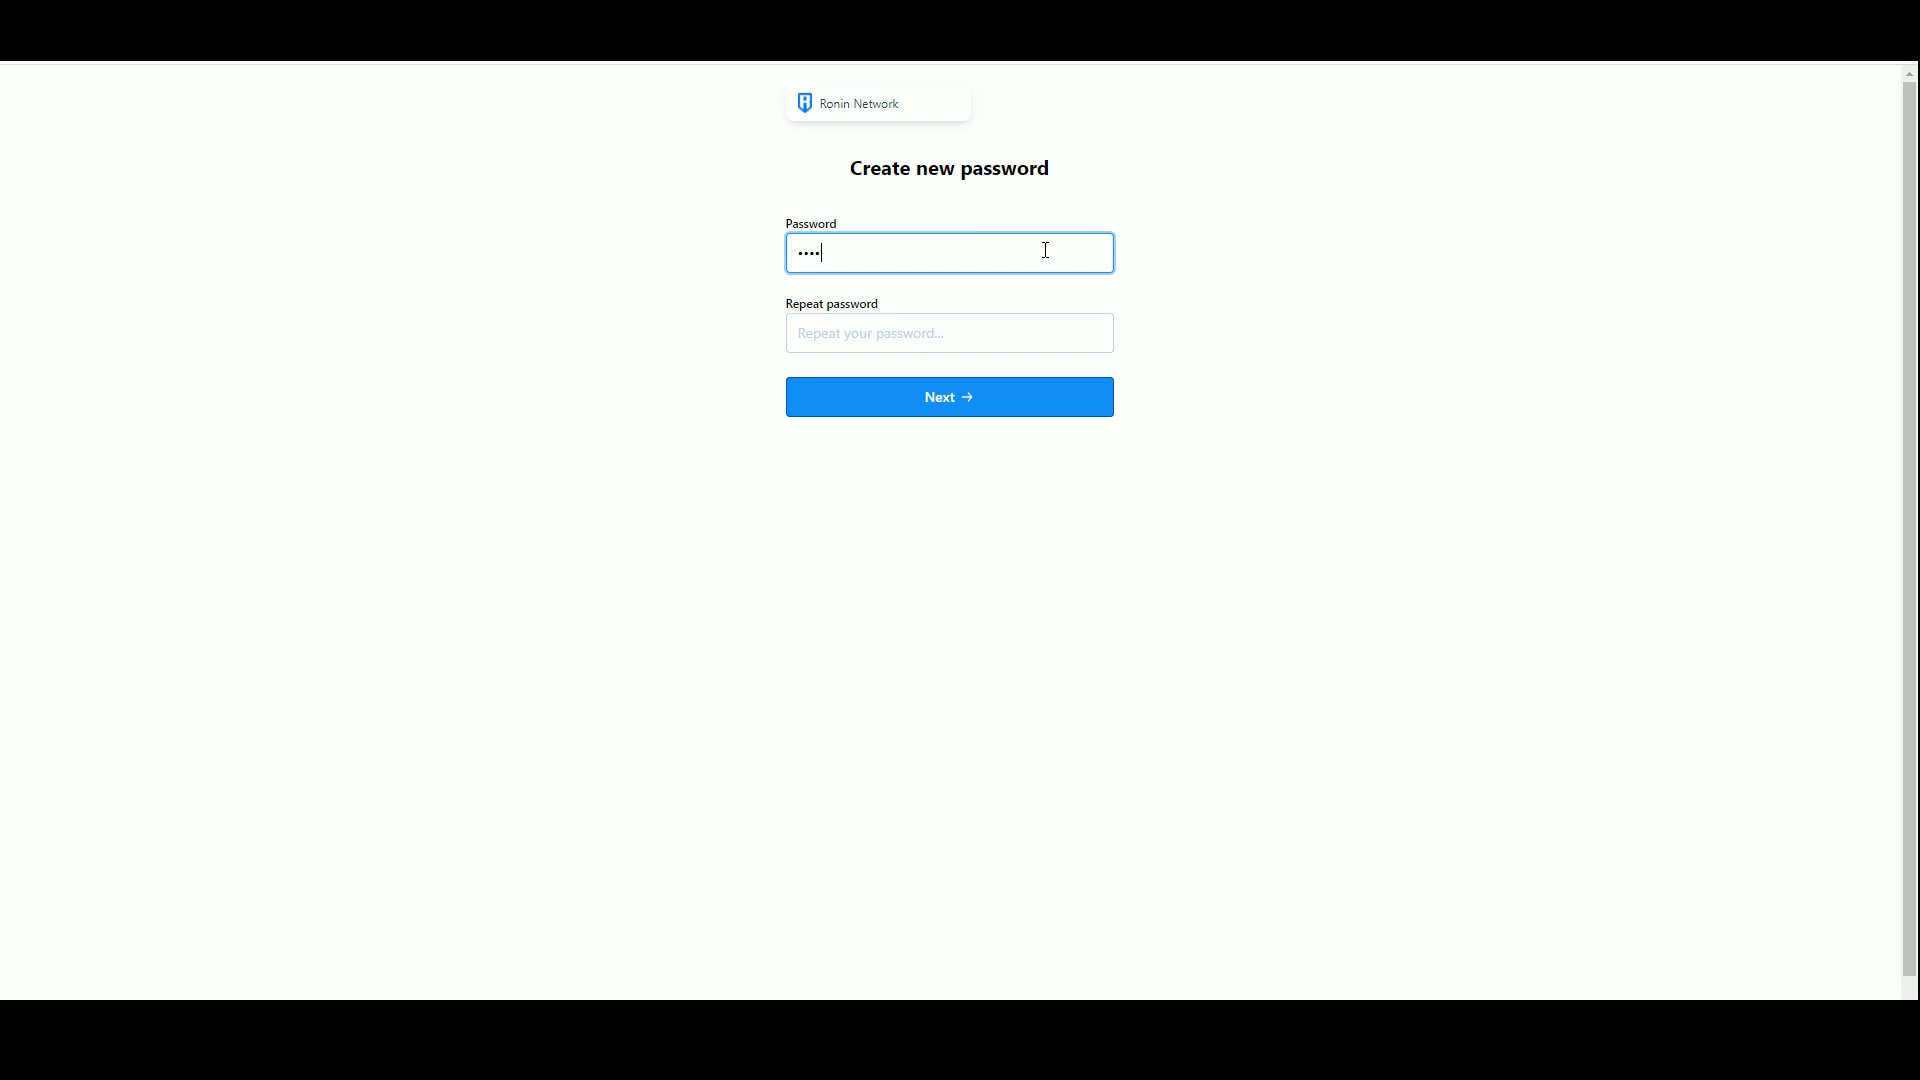 Ronin Network
Create new password
Password
••••
Repeat password
Repeat your password...
Next →